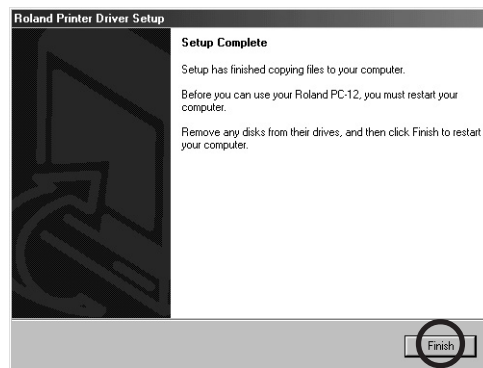 Roland Printer Driver Setup
Setup Complete
Setup has finished copying files to your computer.
Before you can use your Roland PC-12, you must restart your
computer.
Remove any disks from their drives, and then click Finish to restart
your computer.
Finish